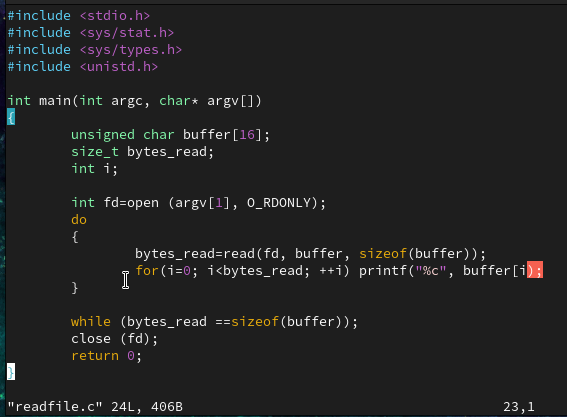 #include <stdio.h>
#include <sys/stat.h>
#include <sys/types.h>
#include <unistd.h>

int main(int argc, char* argv[])
{
        unsigned char buffer[16];
        size_t bytes_read;
        int i;

        int fd=open (argv[1], O_RDONLY);
        do
        {
                bytes_read=read(fd, buffer, sizeof(buffer));
                for(i=0; i<bytes_read; ++i) printf("%c", buffer[i);
        }

        while (bytes_read ==sizeof(buffer));
        close (fd);
        return 0;
}

"readfile.c" 24L, 406B 23,1